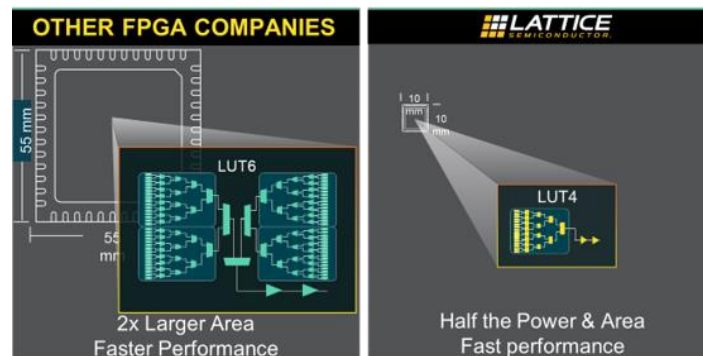 OTHER FPGA COMPANIES
55 mm
55
mm
LUT6
2x Larger Area
Faster Performance
LATTICE
SEMICONDUCTOR
10
mm
10
mm
LUT4
Half the Power & Area
Fast performance